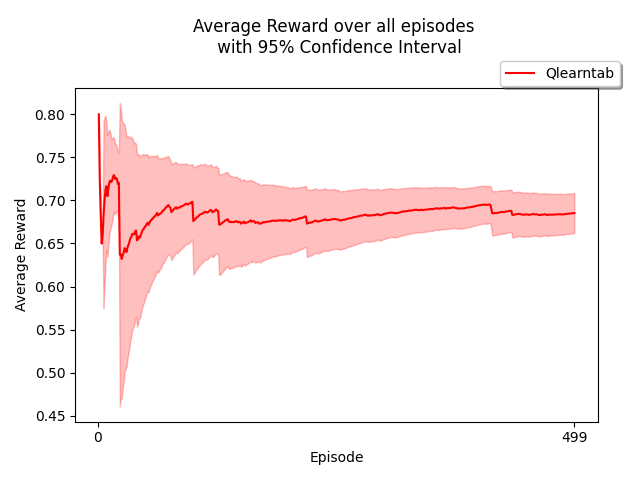 Average Reward over all episodes
with 95% Confidence Interval
Qlearntab
0.80
0.75
0.70
0.65
0.60
0.55
0.50
0.45
Average Reward
0 499
Episode